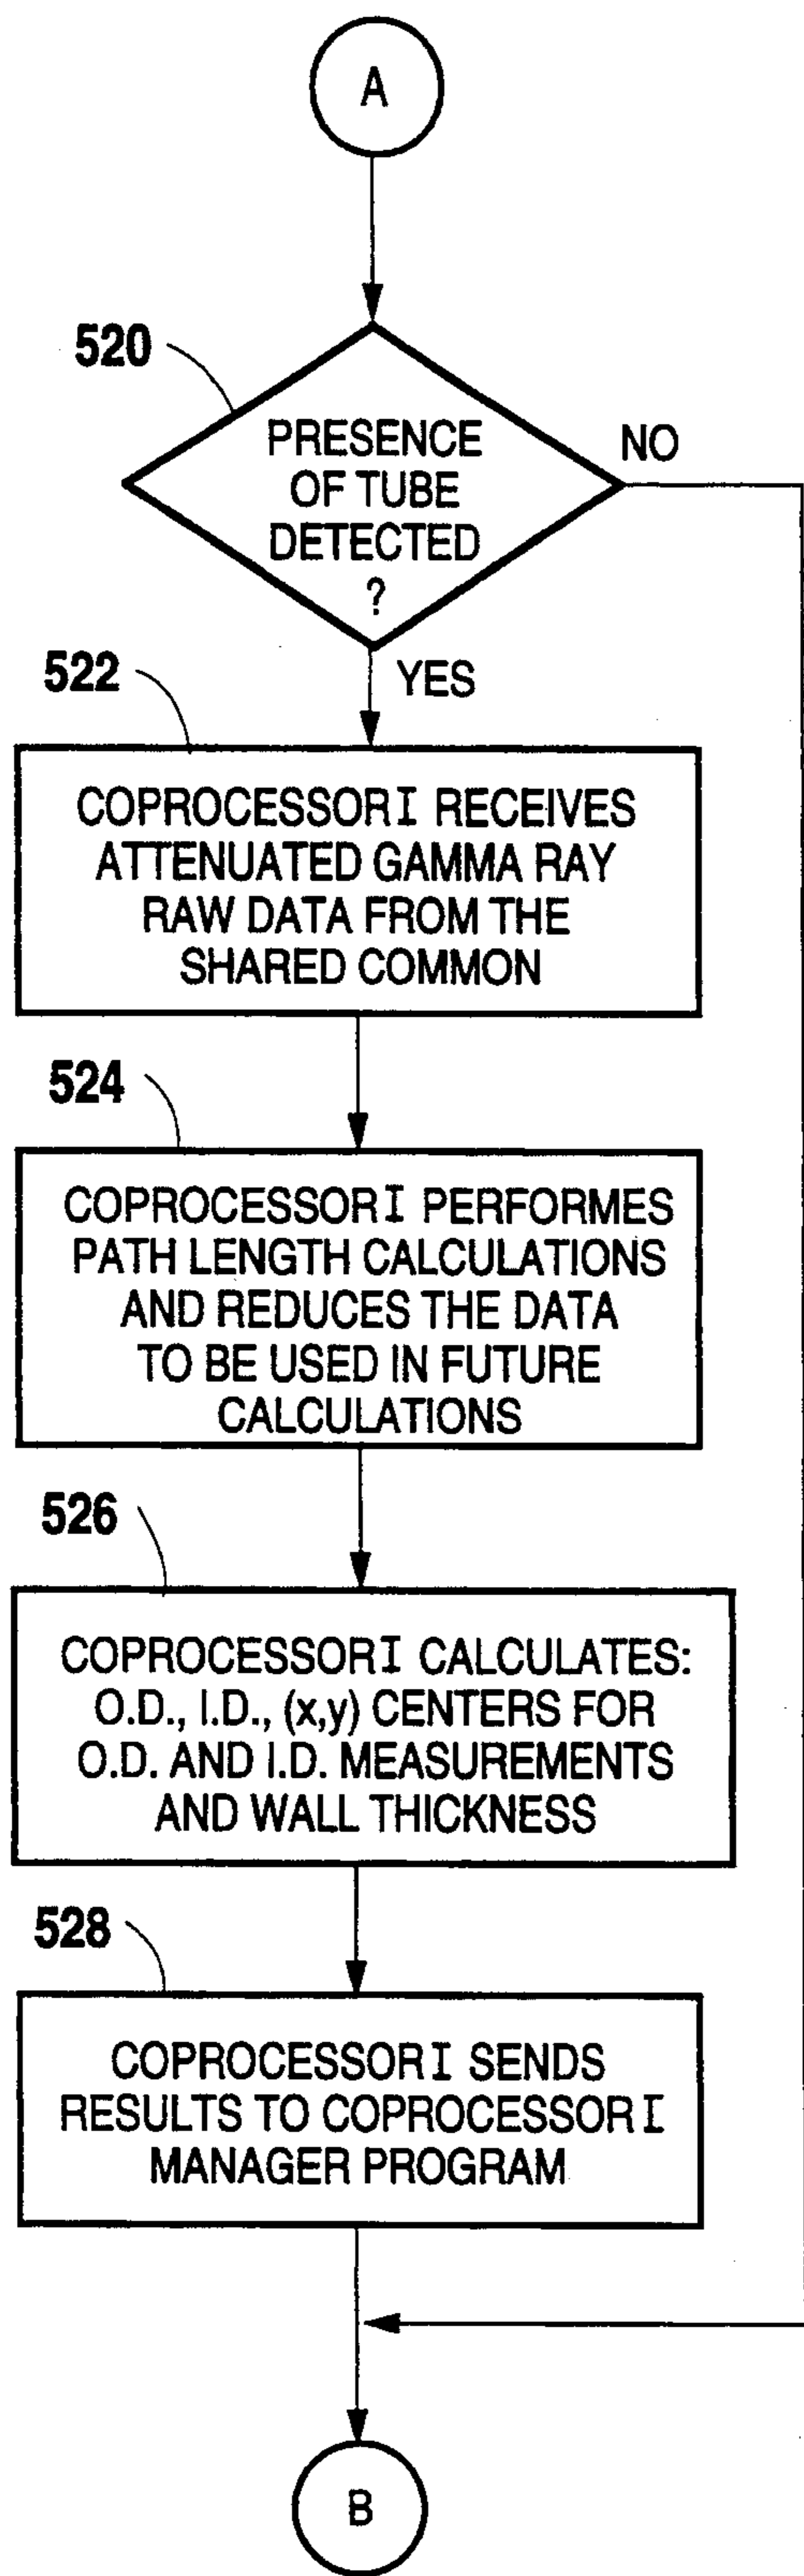 A
520
PRESENCE
OF TUBE
DETECTED
?
NO
YES
522
COPROCESSOR I RECEIVES
ATTENUATED GAMMA RAY
RAW DATA FROM THE
SHARED COMMON
524
COPROCESSOR I PERFORMES
PATH LENGTH CALCULATIONS
AND REDUCES THE DATA
TO BE USED IN FUTURE
CALCULATIONS
526
COPROCESSOR I CALCULATES:
O.D., I.D., (x,y) CENTERS FOR
O.D. AND I.D. MEASUREMENTS
AND WALL THICKNESS
528
COPROCESSOR I SENDS
RESULTS TO COPROCESSOR I
MANAGER PROGRAM
B